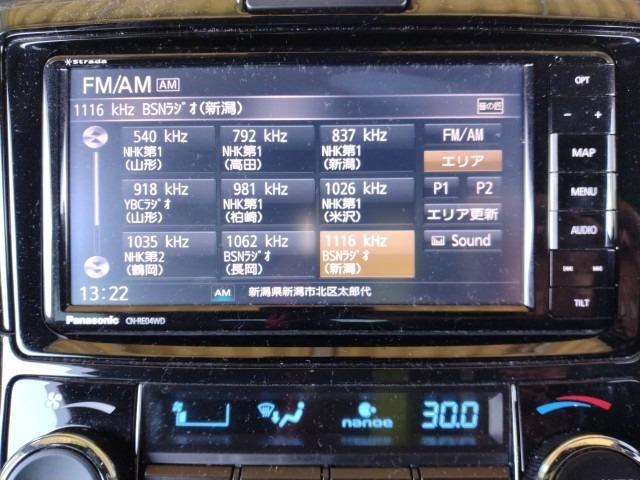 strada
FM/AM AM
1116 kHz BSNﾗｼﾞｵ(新潟) 音の匠
540 kHz
NHK第1
(山形)
792 kHz
NHK第1
(高田)
837 kHz
NHK第1
(新潟)
FM/AM
エリア
918 kHz
YBCﾗｼﾞｵ
(山形)
981 kHz
NHK第1
(柏崎)
1026 kHz
NHK第1
(米沢)
P1 P2
エリア更新
1035 kHz
NHK第2
(鶴岡)
1062 kHz
BSNﾗｼﾞｵ
(長岡)
1116 kHz
BSNﾗｼﾞｵ
(新潟)
Sound
13:22 AM 新潟県新潟市北区太郎代
Panasonic CN-RE04WD
OPT
- +
MAP
MENU
AUDIO
TILT
nanoe 30.0